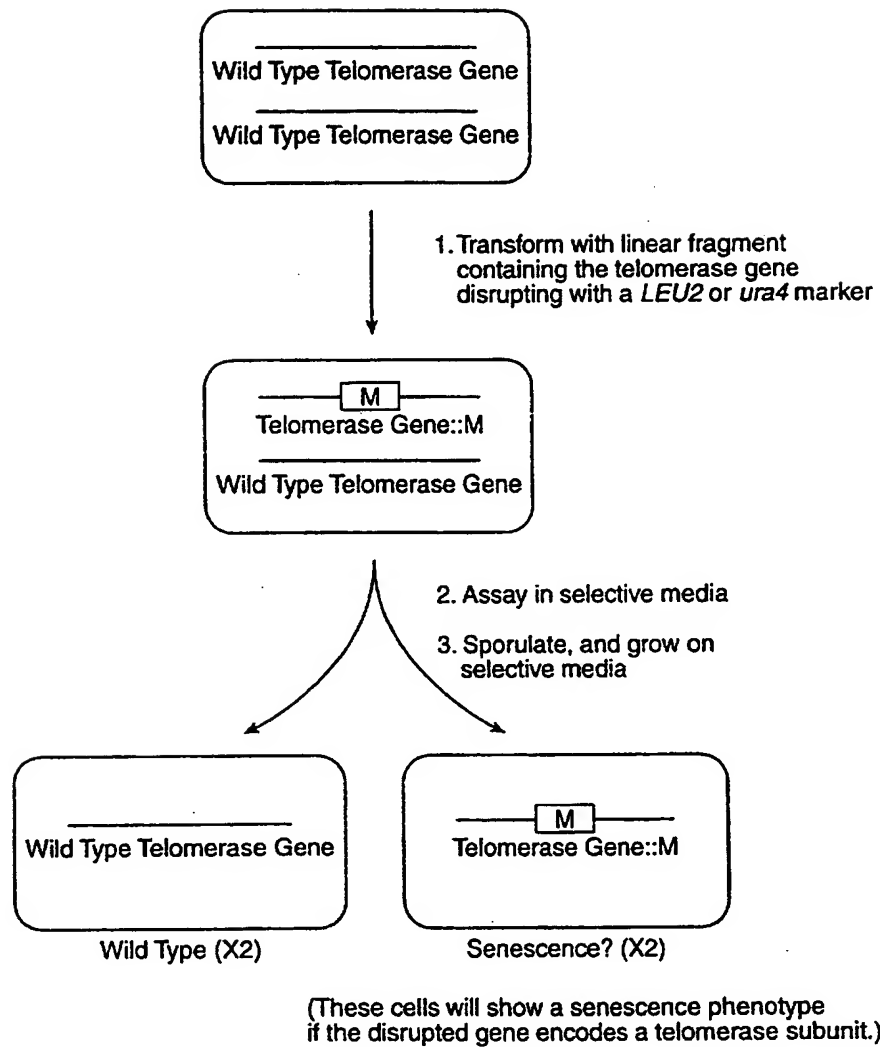 Wild Type Telomerase Gene
Wild Type Telomerase Gene
1. Transform with linear fragment
containing the telomerase gene
disrupting with a LEU2 or ura4 marker
M
Telomerase Gene::M
Wild Type Telomerase Gene
2. Assay in selective media
3. Sporulate, and grow on
selective media
Wild Type Telomerase Gene
Wild Type (X2)
M
Telomerase Gene::M
Senescence? (X2)
(These cells will show a senescence phenotype
if the disrupted gene encodes a telomerase subunit.)